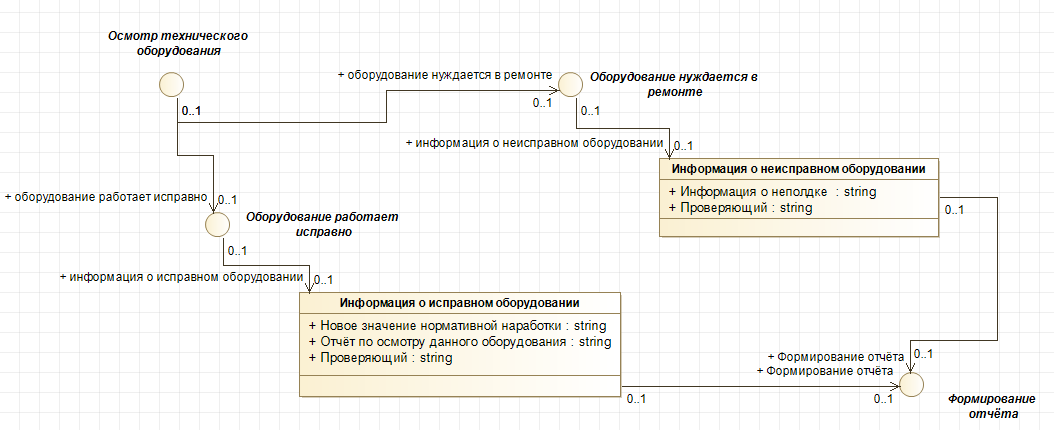 Осмотр технического
оборудования
+ оборудование нуждается в ремонте
Оборудование нуждается в
ремонте
0..1
0..1
0..1
+ информация о неисправном оборудовании
0..1
Информация о неисправном оборудовании
+ Информация о неполдке : string
+ Проверяющий : string
+ оборудование работает исправно
0..1
0..1
Оборудование работает
исправно
0..1
+ информация о исправном оборудовании
0..1
Информация о исправном оборудовании
+ Новое значение нормативной наработки : string
+ Отчёт по осмотру данного оборудования : string
+ Проверяющий : string
+ Формирование отчёта
0..1
+ Формирование отчёта
0..1
0..1
Формирование
отчёта